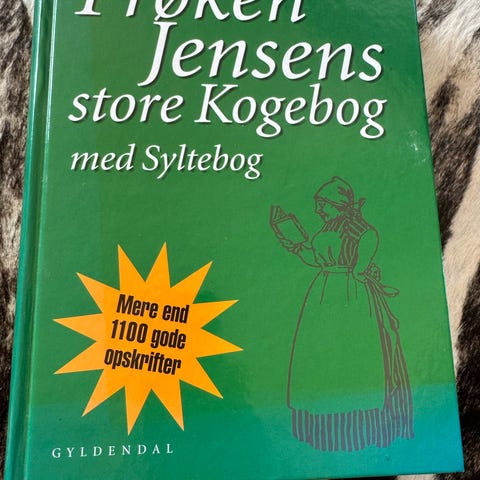 Frøken
Jensens
store Kogebog
med Syltebog
Mere end
1100 gode
opskrifter
GYLDENDAL